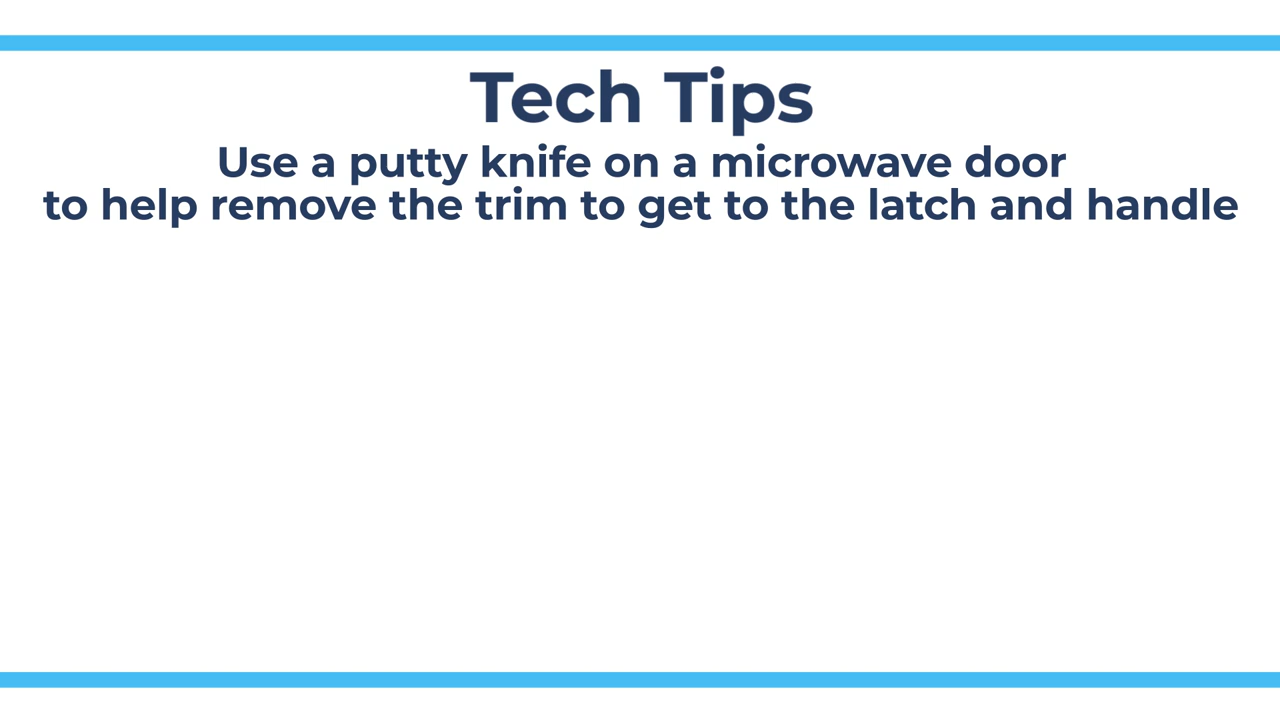 Tech Tips
Use a putty knife on a microwave door
to help remove the trim to get to the latch and handle